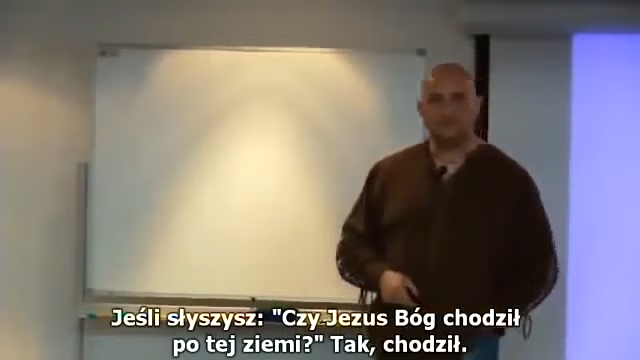 Jeśli słyszysz: "Czy Jezus Bóg chodził
po tej ziemi?" Tak, chodził.